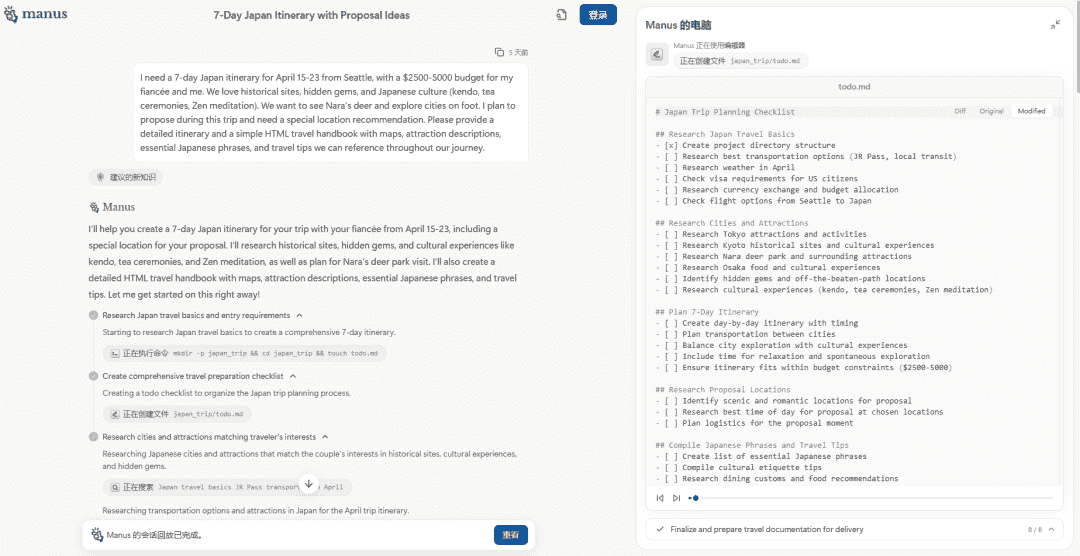 manus
7-Day Japan Itinerary with Proposal Ideas
登录
5 天前
I need a 7-day Japan itinerary for April 15-23 from Seattle, with a $2500-5000 budget for my
fiancée and me. We love historical sites, hidden gems, and Japanese culture (kendo, tea
ceremonies, Zen meditation). We want to see Nara's deer and explore cities on foot. I plan to
propose during this trip and need a special location recommendation. Please provide a
detailed itinerary and a simple HTML travel handbook with maps, attraction descriptions,
essential Japanese phrases, and travel tips we can reference throughout our journey.
建议的新知识
Manus
I'll help you create a 7-day Japan itinerary for your trip with your fiancée from April 15-23, including a
special location for your proposal. I'll research historical sites, hidden gems, and cultural experiences like
kendo, tea ceremonies, and Zen meditation, as well as plan for Nara's deer park visit. I'll also create a
detailed HTML travel handbook with maps, attraction descriptions, essential Japanese phrases, and travel
tips. Let me get started on this right away!
Research Japan travel basics and entry requirements
Starting to research Japan travel basics to create a comprehensive 7-day itinerary.
正在执行命令 mkdir -p japan_trip && cd japan_trip && touch todo.md
Create comprehensive travel preparation checklist
Creating a todo checklist to organize the Japan trip planning process.
正在创建文件 japan_trip/todo.md
Research cities and attractions matching traveler's interests
Researching Japanese cities and attractions that match the couple's interests in historical sites, cultural experiences,
and hidden gems.
正在搜索 Japan travel basics JR Pass transport April
Researching transportation options and attractions in Japan for the April trip itinerary.
Manus 的会话回放已完成。
重看
Manus 的电脑
Manus 正在使用编辑器
正在创建文件 japan_trip/todo.md
todo.md
# Japan Trip Planning Checklist
Diff Original Modified
## Research Japan Travel Basics
- [x] Create project directory structure
- [ ] Research best transportation options (JR Pass, local transit)
- [ ] Research weather in April
- [ ] Check visa requirements for US citizens
- [ ] Research currency exchange and budget allocation
- [ ] Check flight options from Seattle to Japan
## Research Cities and Attractions
- [ ] Research Tokyo attractions and activities
- [ ] Research Kyoto historical sites and cultural experiences
- [ ] Research Nara deer park and surrounding attractions
- [ ] Research Osaka food and cultural experiences
- [ ] Identify hidden gems and off-the-beaten-path locations
- [ ] Research cultural experiences (kendo, tea ceremonies, Zen meditation)
## Plan 7-Day Itinerary
- [ ] Create day-by-day itinerary with timing
- [ ] Plan transportation between cities
- [ ] Balance city exploration with cultural experiences
- [ ] Include time for relaxation and spontaneous exploration
- [ ] Ensure itinerary fits within budget constraints ($2500-5000)
## Research Proposal Locations
- [ ] Identify scenic and romantic locations for proposal
- [ ] Research best time of day for proposal at chosen locations
- [ ] Plan logistics for the proposal moment
## Compile Japanese Phrases and Travel Tips
- [ ] Create list of essential Japanese phrases
- [ ] Compile cultural etiquette tips
- [ ] Research dining customs and food recommendations
Finalize and prepare travel documentation for delivery
8 / 8